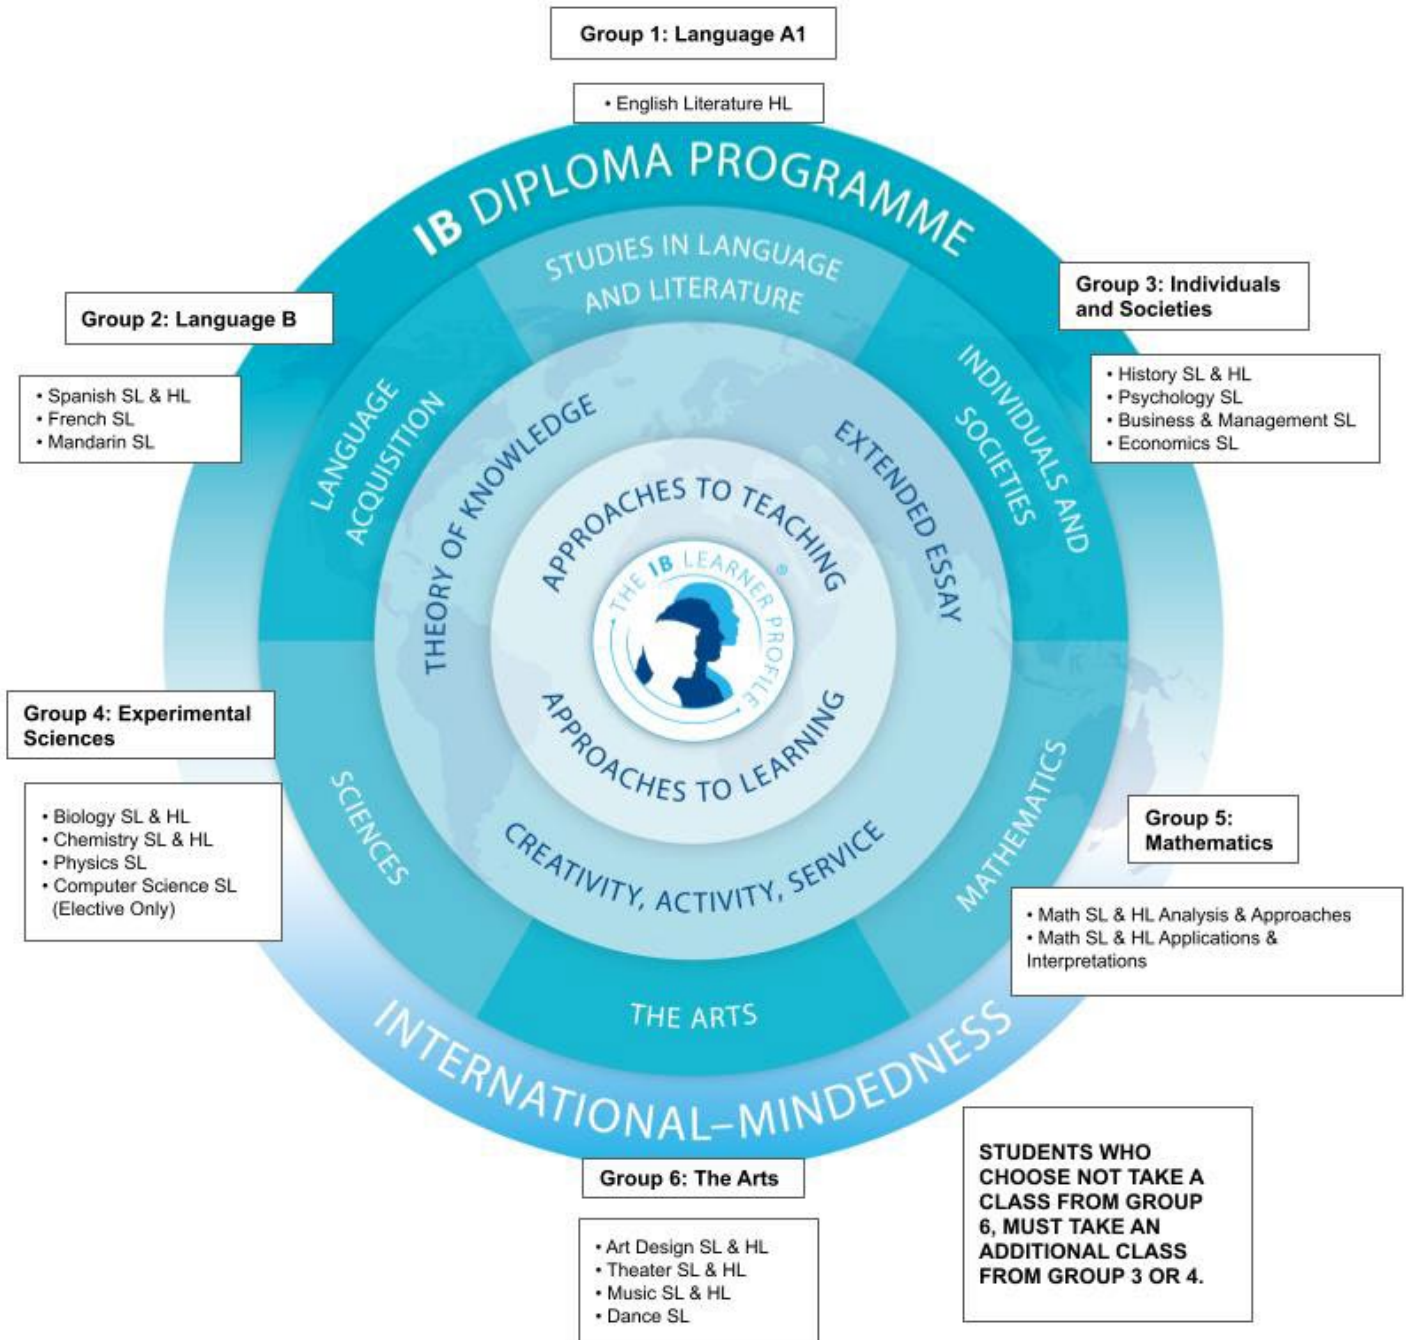 Group 1: Language A1
• English Literature HL
IB DIPLOMA PROGRAMME
STUDIES IN LANGUAGE
AND LITERATURE
Group 2: Language B
• Spanish SL & HL
• French SL
• Mandarin SL
LANGUAGE
ACQUISITION
Group 3: Individuals
and Societies
• History SL & HL
• Psychology SL
• Business & Management SL
• Economics SL
INDIVIDUALS AND
SOCIETIES
THEORY OF KNOWLEDGE
EXTENDED ESSAY
APPROACHES TO TEACHING
THE IB LEARNER PROFILE
®
APPROACHES TO LEARNING
CREATIVITY, ACTIVITY, SERVICE
Group 4: Experimental
Sciences
• Biology SL & HL
• Chemistry SL & HL
• Physics SL
• Computer Science SL
(Elective Only)
SCIENCES
MATHEMATICS
Group 5:
Mathematics
• Math SL & HL Analysis & Approaches
• Math SL & HL Applications &
Interpretations
THE ARTS
INTERNATIONAL–MINDEDNESS
Group 6: The Arts
• Art Design SL & HL
• Theater SL & HL
• Music SL & HL
• Dance SL
STUDENTS WHO
CHOOSE NOT TAKE A
CLASS FROM GROUP
6, MUST TAKE AN
ADDITIONAL CLASS
FROM GROUP 3 OR 4.